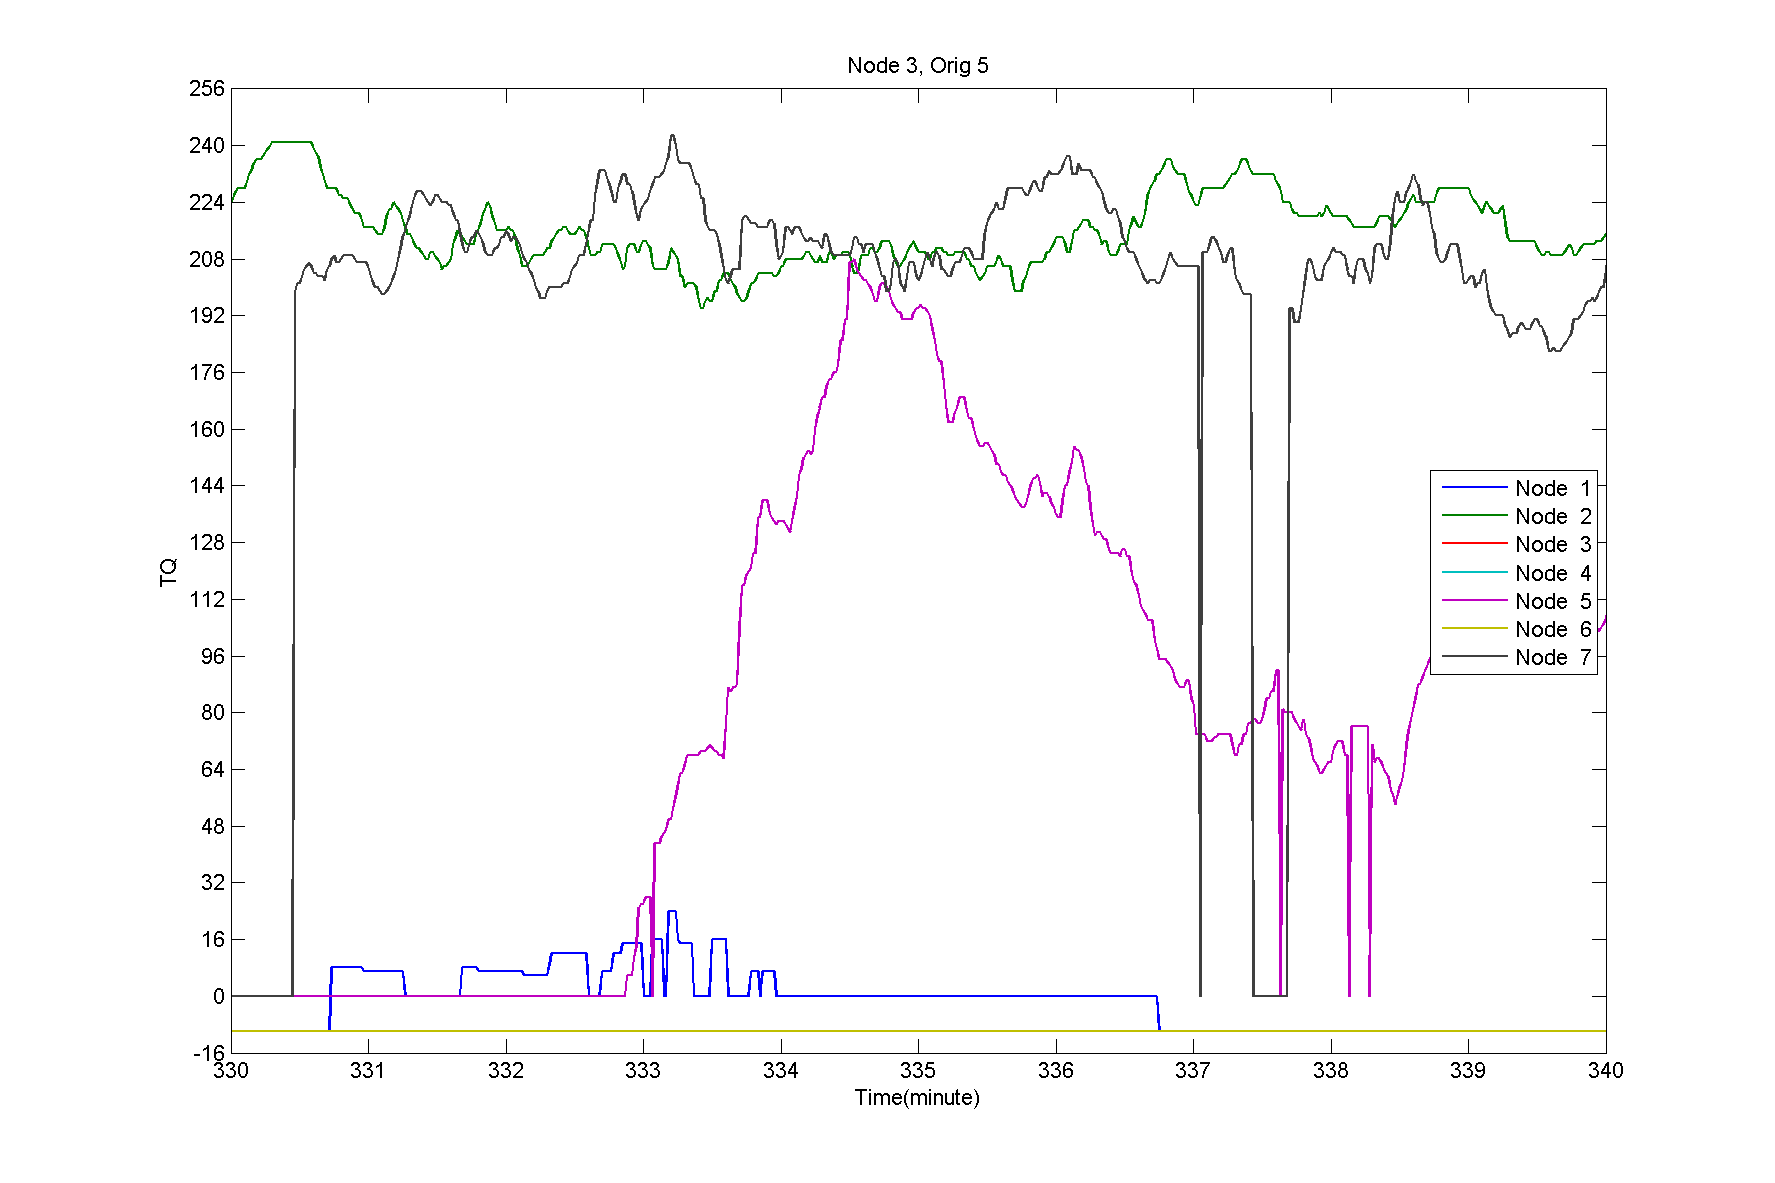 Node 3, Orig 5
256
240
224
208
192
176
160
144
128
112
96
80
64
48
32
16
0
-16
TQ
Node 1
Node 2
Node 3
Node 4
Node 5
Node 6
Node 7
330 331 332 333 334 335 336 337 338 339 340
Time(minute)